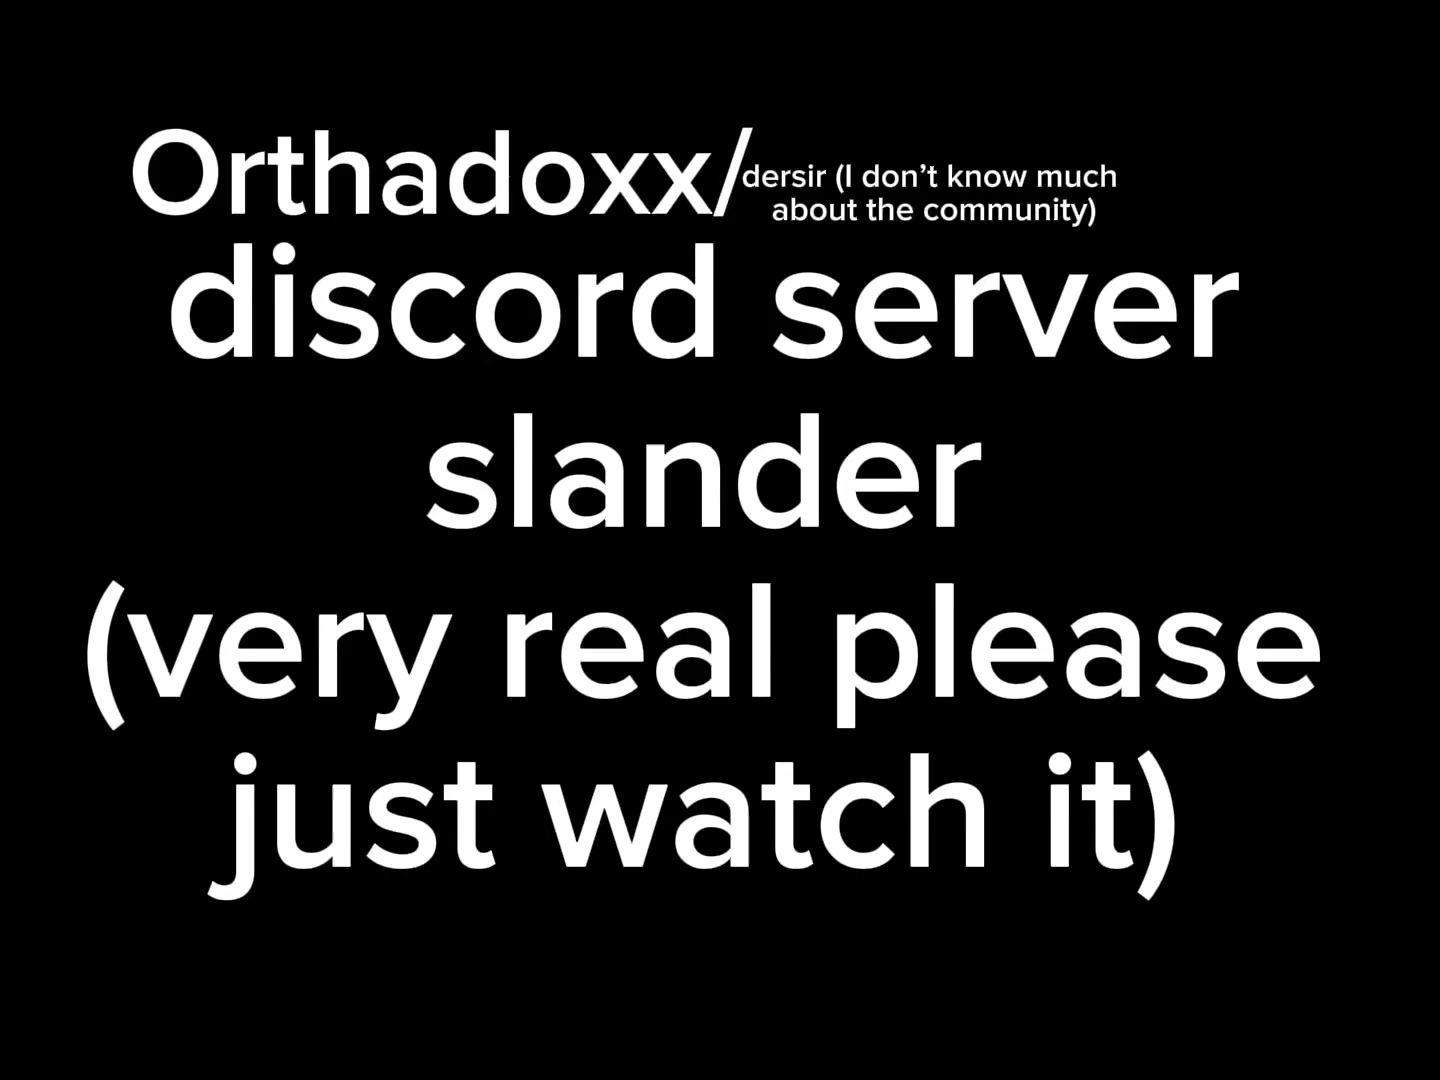 Orthadoxx/dersir (I don’t know much
about the community)
discord server
slander
(very real please
just watch it)